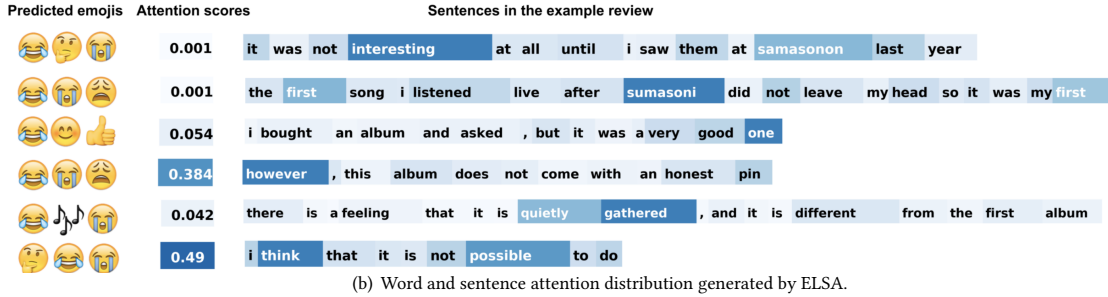 Predicted emojis Attention scores Sentences in the example review
0.001 it was not interesting at all until i saw them at samasonon last year
0.001 the first song i listened live after sumasoni did not leave my head so it was my first
0.054 i bought an album and asked , but it was a very good one
0.384 however , this album does not come with an honest pin
0.042 there is a feeling that it is quietly gathered , and it is different from the first album
0.49 i think that it is not possible to do
(b) Word and sentence attention distribution generated by ELSA.